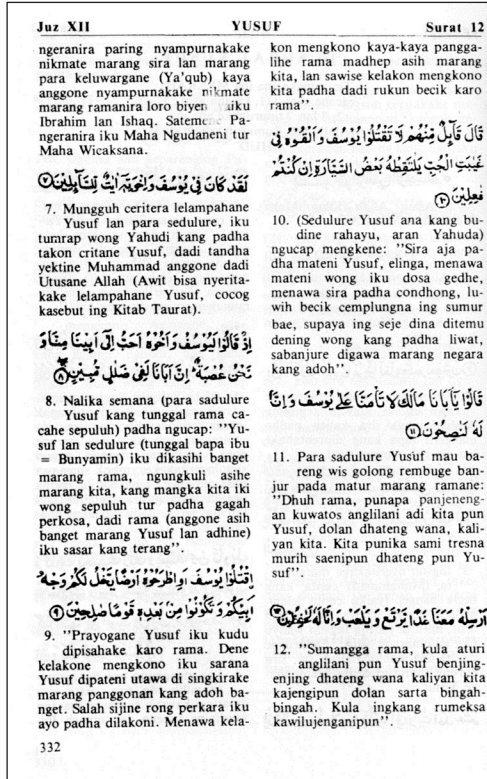 Juz XII YUSUF Surat 12
ngeranira paring nyampurnakake
nikmate marang sira lan marang
para keluwargane (Ya'qub) kaya
anggone nyampurnakake nikmate
marang ramanira loro biyen yaiku
Ibrahim lan Ishaq. Satemene Pa-
ngeranira iku Maha Ngudaneni tur
Maha Wicaksana.
لَقَدْ كَانَ فِي يُوسُفَ وَإِخْوَتِهِ آيَاتٌ لِلسَّائِلِينَ ٧
7. Mungguh ceritera lelampahane
Yusuf lan para sedulure, iku
tumrap wong Yahudi kang padha
takon critane Yusuf, dadi tandha
yektine Muhammad anggone dadi
Utusane Allah (Awit bisa nyerita-
kake lelampahane Yusuf, cocog
kasebut ing Kitab Taurat).
إِذْ قَالُوا لَيُوسُفُ وَأَخُوهُ أَحَبُّ إِلَى أَبِينَا مِنَّا وَ
نَحْنُ عُصْبَةٌ إِنَّ أَبَانَا لَفِي ضَلَالٍ مُبِينٍ ٨
8. Nalika semana (para sadulure
Yusuf kang tunggal rama ca-
cahe sepuluh) padha ngucap: ''Yu-
suf lan sedulure (tunggal bapa ibu
= Bunyamin) iku dikasihi banget
marang rama, ngungkuli asihe
marang kita, kang mangka kita iki
wong sepuluh tur padha gagah
perkosa, dadi rama (anggone asih
banget marang Yusuf lan adhine)
iku sasar kang terang''.
اقْتُلُوا يُوسُفَ أَوِ اطْرَحُوهُ أَرْضًا يَخْلُ لَكُمْ وَجْهُ
أَبِيكُمْ وَتَكُونُوا مِنْ بَعْدِهِ قَوْمًا صَالِحِينَ ٩
9. ''Prayogane Yusuf iku kudu
dipisahake karo rama. Dene
kelakone mengkono iku sarana
Yusuf dipateni utawa di singkirake
marang panggonan kang adoh ba-
nget. Salah sijine rong perkara iku
ayo padha dilakoni. Menawa kela-
332
kon mengkono kaya-kaya pangga-
lihe rama madhep asih marang
kita, lan sawise kelakon mengkono
kita padha dadi rukun becik karo
rama''.
قَالَ قَائِلٌ مِنْهُمْ لَا تَقْتُلُوا يُوسُفَ وَأَلْقُوهُ فِي
غَيَابَتِ الْجُبِّ يَلْتَقِطْهُ بَعْضُ السَّيَّارَةِ إِنْ كُنْتُمْ
فَاعِلِينَ ١٠
10. (Sedulure Yusuf ana kang bu-
dine rahayu, aran Yahuda)
ngucap mengkene: ''Sira aja pa-
dha mateni Yusuf, elinga, menawa
mateni wong iku dosa gedhe,
menawa sira padha condhong, lu-
wih becik cemplungna ing sumur
bae, supaya ing seje dina ditemu
dening wong kang padha liwat,
sabanjure digawa marang negara
kang adoh''.
قَالُوا يَا أَبَانَا مَالَكَ لَا تَأْمَنَّا عَلَى يُوسُفَ وَإِنَّا
لَهُ لَنَاصِحُونَ ١١
11. Para sadulure Yusuf mau ba-
reng wis golong rembuge ban-
jur pada matur marang ramane:
''Dhuh rama, punapa panjeneng-
an kuwatos anglilani adi kita pun
Yusuf, dolan dhateng wana, kali-
yan kita. Kita punika sami tresna
murih saenipun dhateng pun Yu-
suf''.
أَرْسِلْهُ مَعَنَا غَدًا يَرْتَعْ وَيَلْعَبْ وَإِنَّا لَهُ لَحَافِظُونَ ١٢
12. ''Sumangga rama, kula aturi
anglilani pun Yusuf benjing-
enjing dhateng wana kaliyan kita
kajengipun dolan sarta bingah-
bingah. Kula ingkang rumeksa
kawilujenganipun''.